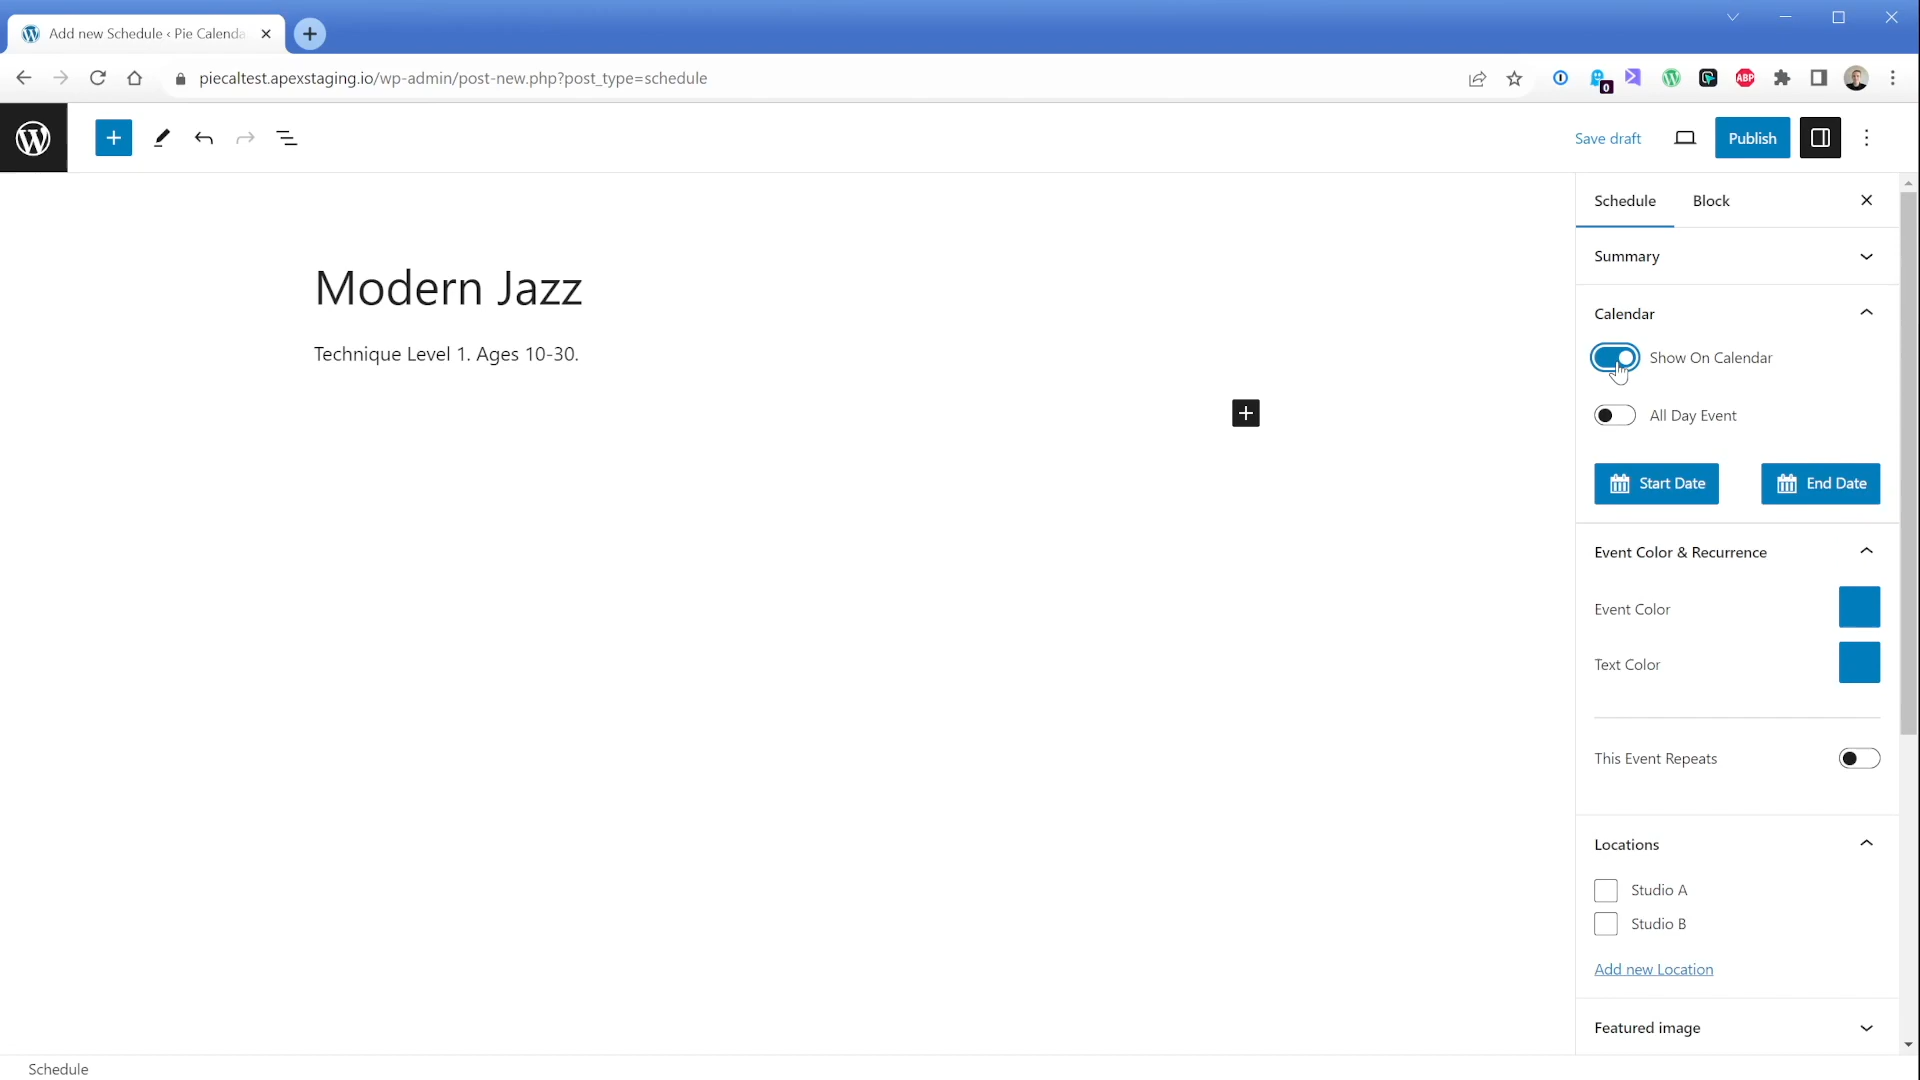 Add new Schedule ‹ Pie Calenda
piecaltest.apexstaging.io/wp-admin/post-new.php?post_type=schedule
0
ABP
Save draft
Publish
Schedule
Block
Summary
Modern Jazz
Calendar
Technique Level 1. Ages 10-30.
Show On Calendar
All Day Event
Start Date
End Date
Event Color & Recurrence
Event Color
Text Color
This Event Repeats
Locations
Studio A
Studio B
Add new Location
Featured image
Schedule